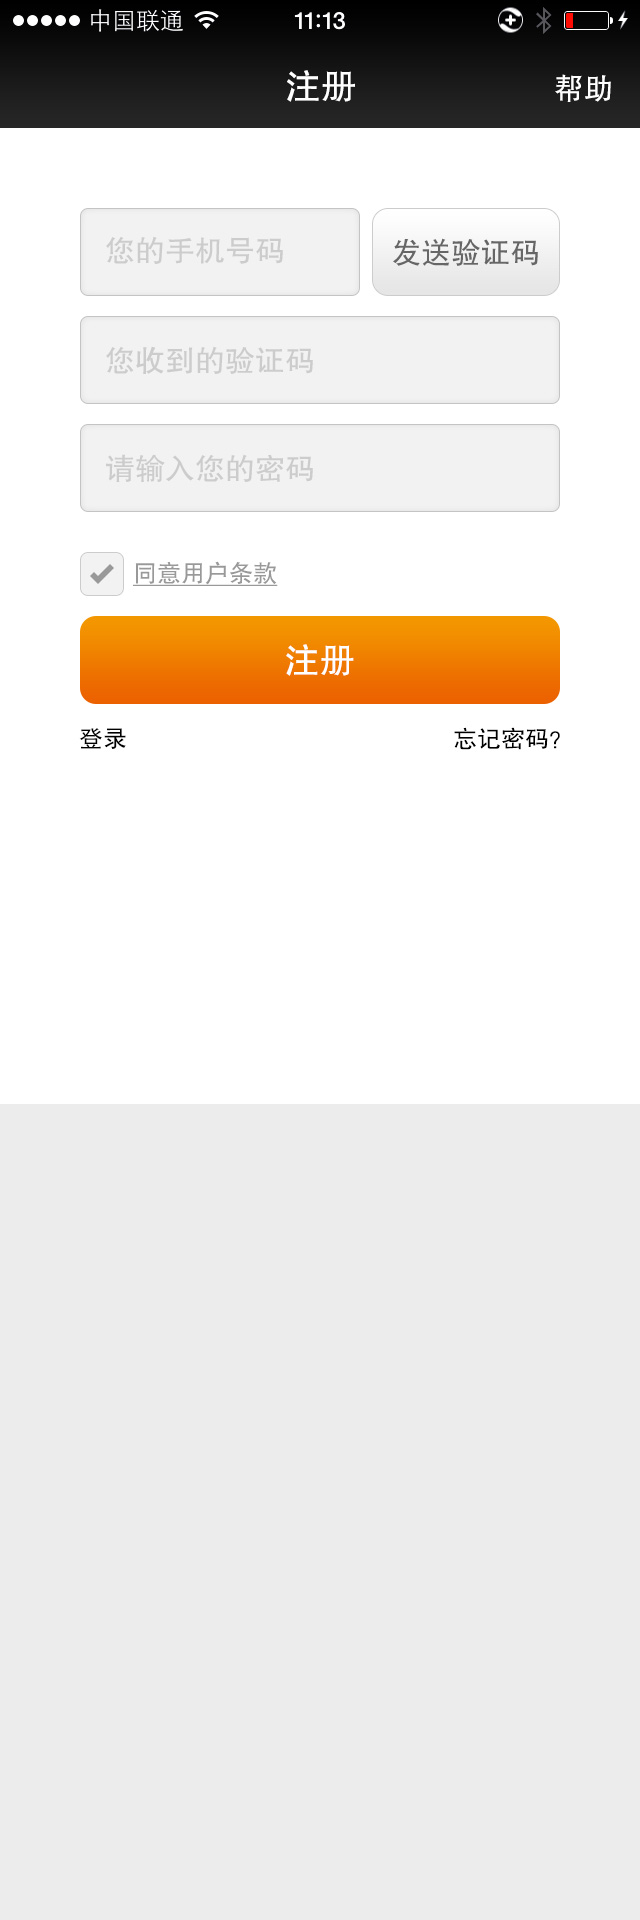 中国联通 11:13
注册 帮助
您的手机号码 发送验证码
您收到的验证码
请输入您的密码
同意用户条款
注册
登录 忘记密码?